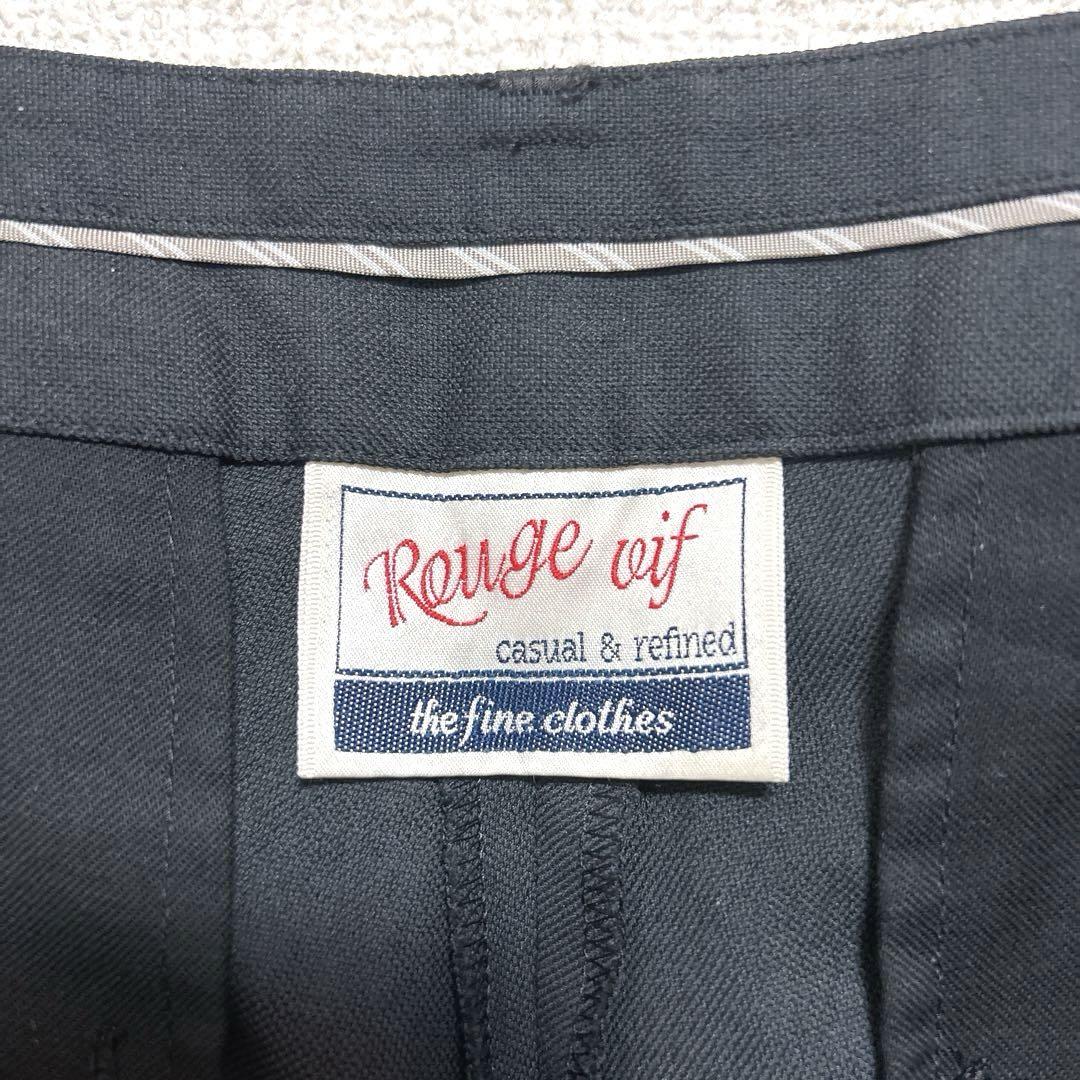 Rouge vif
casual & refined
the fine clothes